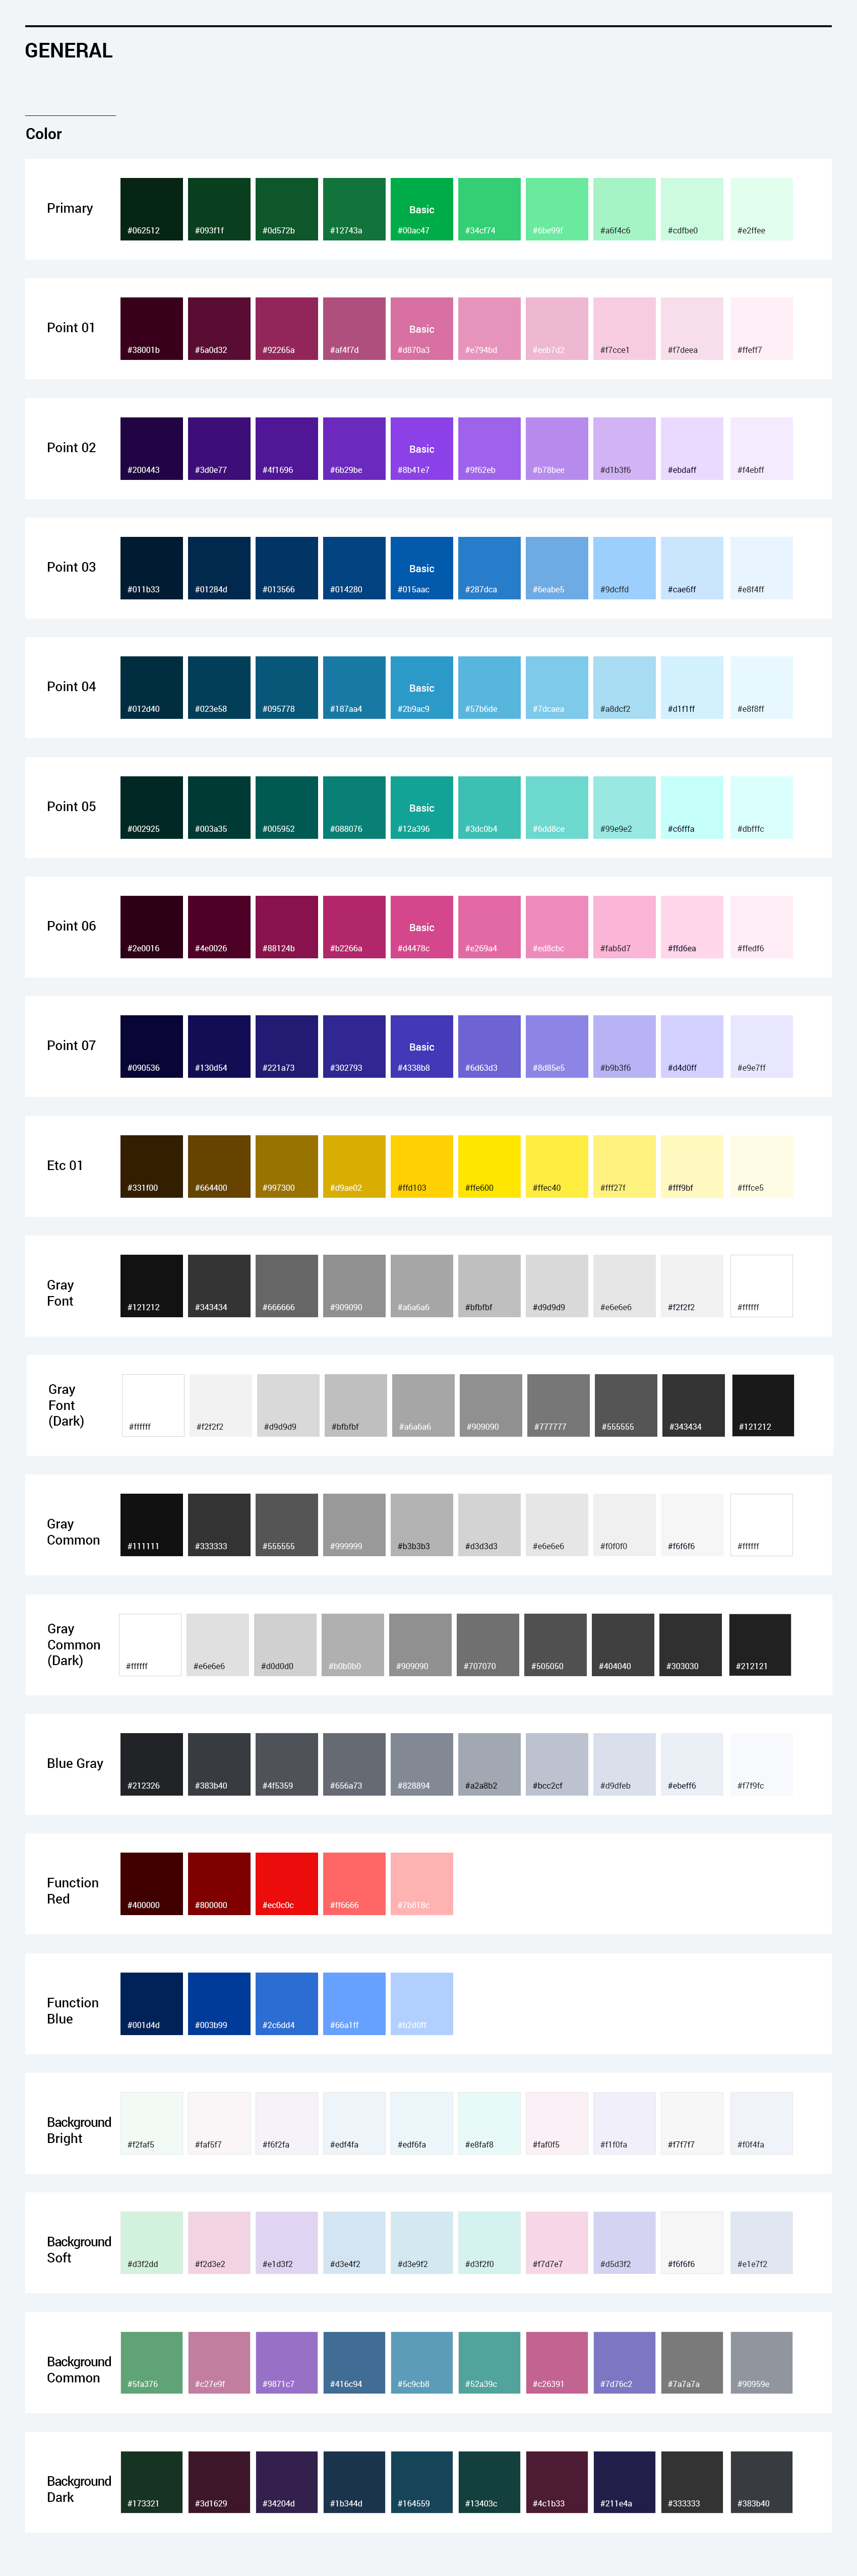 GENERAL
Color
Primary
Basic
#062512 #093f1f #0d572b #12743a #00ac47 #34cf74 #6be99f #a6f4c6 #cdfbe0 #e2ffee
Point 01
Basic
#38001b #5a0d32 #92265a #af4f7d #d870a3 #e794bd #eeb7d2 #f7cce1 #f7deea #ffeff7
Point 02
Basic
#200443 #3d0e77 #4f1696 #6b29be #8b41e7 #9f62eb #b78bee #d1b3f6 #ebdaff #f4ebff
Point 03
Basic
#011b33 #01284d #013566 #014280 #015aac #287dca #6eabe5 #9dcffd #cae6ff #e8f4ff
Point 04
Basic
#012d40 #023e58 #095778 #187aa4 #2b9ac9 #57b6de #7dcaea #a8dcf2 #d1f1ff #e8f8ff
Point 05
Basic
#002925 #003a35 #005952 #088076 #12a396 #3dc0b4 #6dd8ce #99e9e2 #c6fffa #dbfffc
Point 06
Basic
#2e0016 #4e0026 #88124b #b2266a #d4478c #e269a4 #ed8cbc #fab5d7 #ffd6ea #ffedf6
Point 07
Basic
#090536 #130d54 #221a73 #302793 #4338b8 #6d63d3 #8d85e5 #b9b3f6 #d4d0ff #e9e7ff
Etc 01
#331f00 #664400 #997300 #d9ae02 #ffd103 #ffe600 #ffec40 #fff27f #fff9bf #fffce5
Gray
Font
#121212 #343434 #666666 #909090 #a6a6a6 #bfbfbf #d9d9d9 #e6e6e6 #f2f2f2 #ffffff
Gray
Font
(Dark)
#ffffff #f2f2f2 #d9d9d9 #bfbfbf #a6a6a6 #909090 #777777 #555555 #343434 #121212
Gray
Common
#111111 #333333 #555555 #999999 #b3b3b3 #d3d3d3 #e6e6e6 #f0f0f0 #f6f6f6 #ffffff
Gray
Common
(Dark)
#ffffff #e6e6e6 #d0d0d0 #b0b0b0 #909090 #707070 #505050 #404040 #303030 #212121
Blue Gray
#212326 #383b40 #4f5359 #656a73 #828894 #a2a8b2 #bcc2cf #d9dfeb #ebeff6 #f7f9fc
Function
Red
#400000 #800000 #ec0c0c #ff6666 #7b818c
Function
Blue
#001d4d #003b99 #2c6dd4 #66a1ff #b2d0ff
Background
Bright
#f2faf5 #faf5f7 #f6f2fa #edf4fa #edf6fa #e8faf8 #faf0f5 #f1f0fa #f7f7f7 #f0f4fa
Background
Soft
#d3f2dd #f2d3e2 #e1d3f2 #d3e4f2 #d3e9f2 #d3f2f0 #f7d7e7 #d5d3f2 #f6f6f6 #e1e7f2
Background
Common
#5fa376 #c27e9f #9871c7 #416c94 #5c9cb8 #52a39c #c26391 #7d76c2 #7a7a7a #90959e
Background
Dark
#173321 #3d1629 #34204d #1b344d #164559 #13403c #4c1b33 #211e4a #333333 #383b40